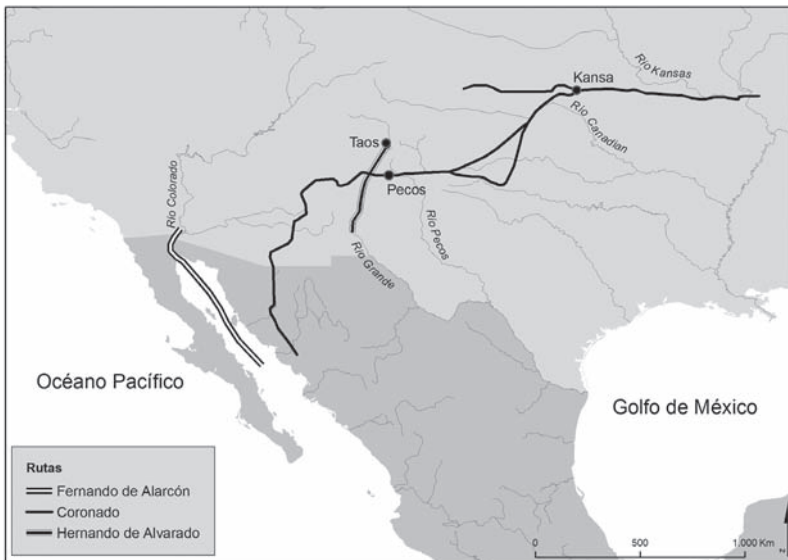 Kansa
Río Kansas
Río Canadian
Taos
Pecos
Río Colorado
Río Pecos
Río Grande
Océano Pacífico
Golfo de México
Rutas
Fernando de Alarcón
Coronado
Hernando de Alvarado
0 500 1,000 Km
N